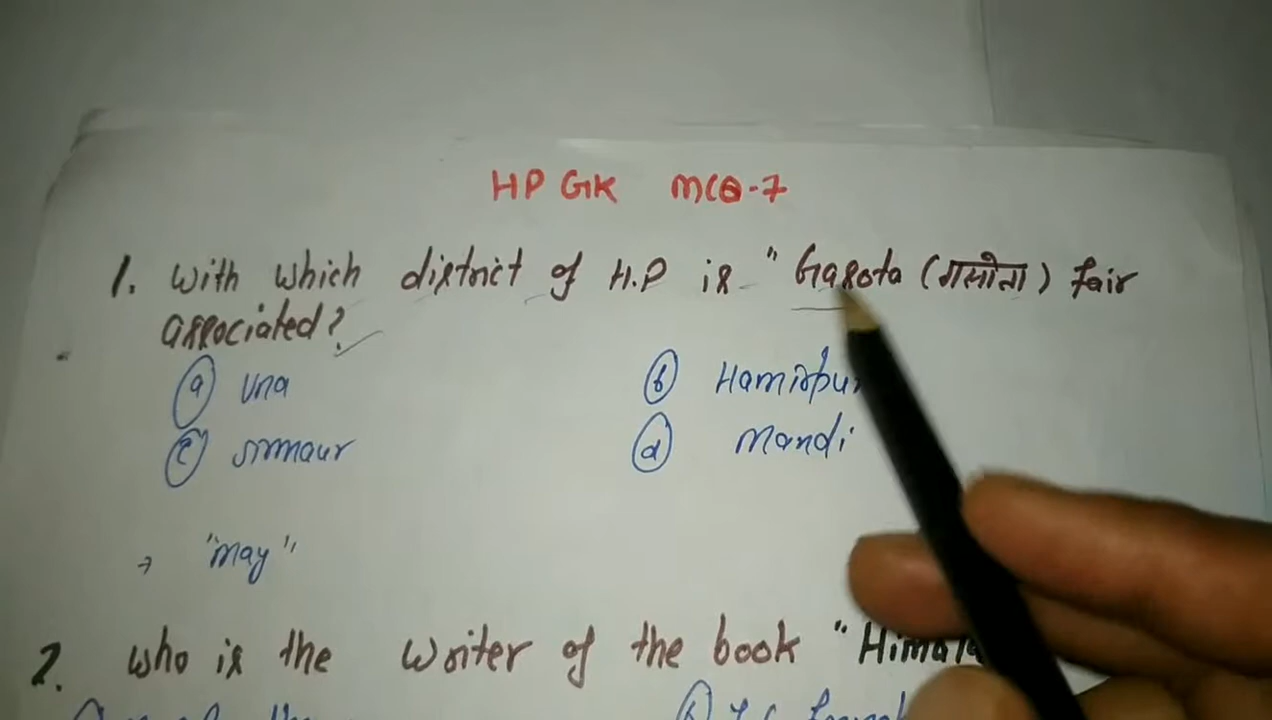 HP GK MCQ-7
1. With which district of H.P is "Gasota (गसोता) fair
associated?
(a) Una (b) Hamirpur
(c) Sirmaur (d) Mandi
→ "May"
2. Who is the writer of the book "Himala